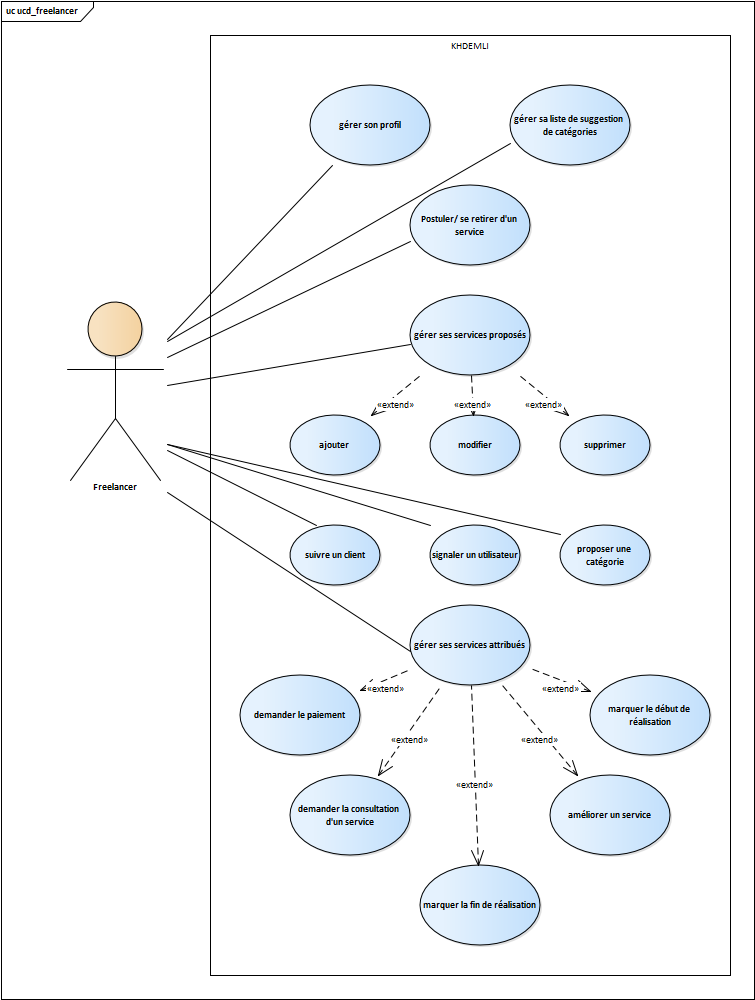 uc ucd_freelancer
KHDEMLI
gérer son profil
gérer sa liste de suggestion
de catégories
Postuler/ se retirer d'un
service
gérer ses services proposés
«extend»
«extend»
«extend»
ajouter
modifier
supprimer
Freelancer
suivre un client
signaler un utilisateur
proposer une
catégorie
gérer ses services attribués
«extend»
«extend»
demander le paiement
marquer le début de
réalisation
«extend»
«extend»
«extend»
demander la consultation
d'un service
améliorer un service
marquer la fin de réalisation